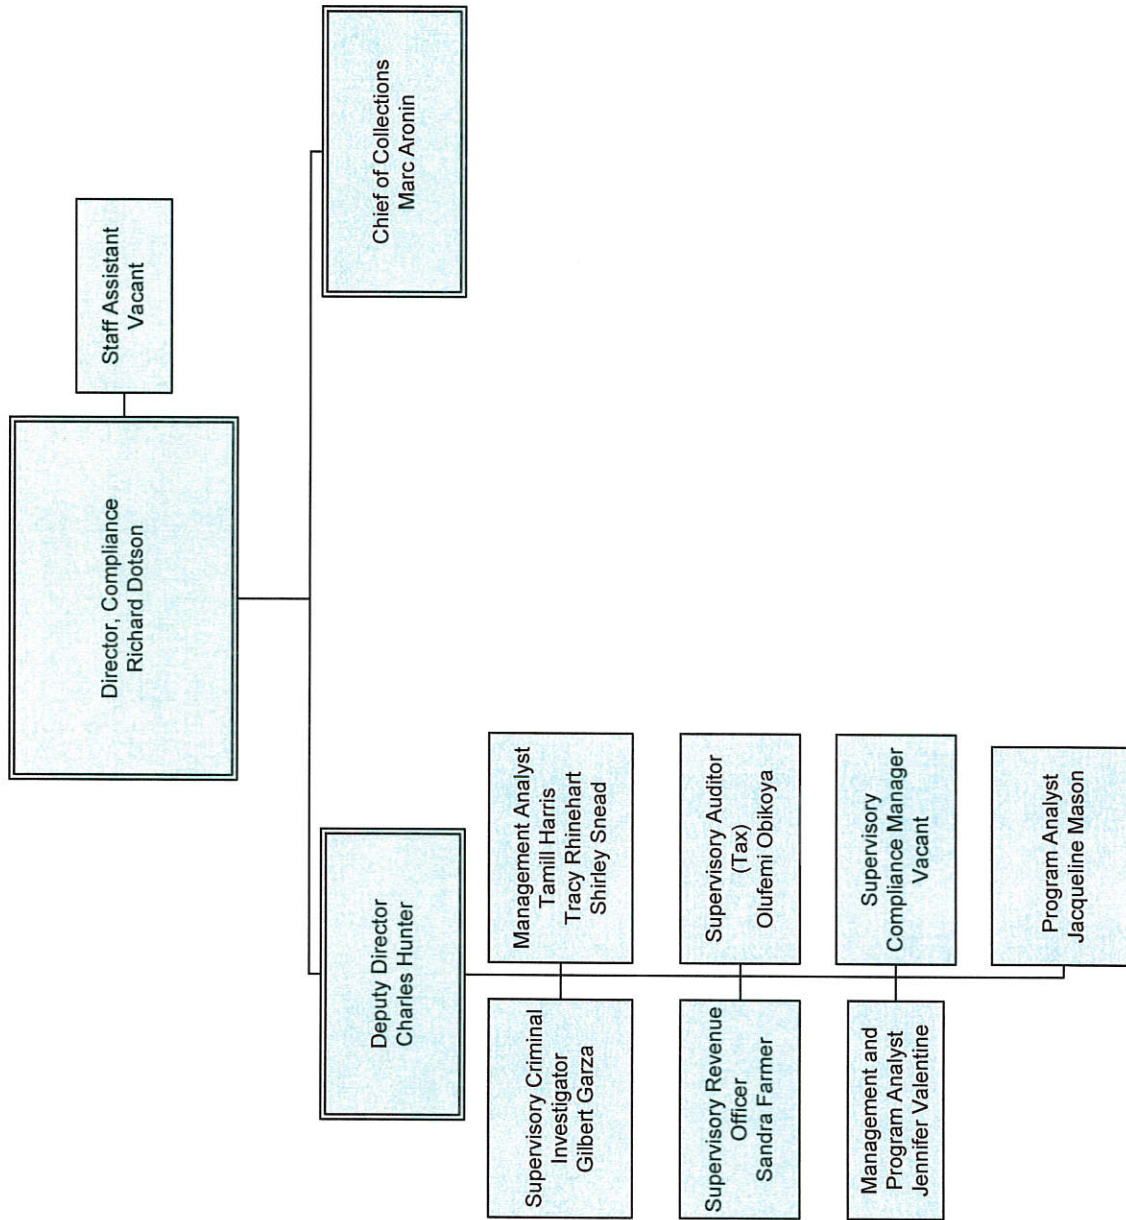 Director, Compliance
Richard Dotson
Staff Assistant
Vacant
Deputy Director
Charles Hunter
Chief of Collections
Marc Aronin
Supervisory Criminal
Investigator
Gilbert Garza
Management Analyst
Tamill Harris
Tracy Rhinehart
Shirley Snead
Supervisory Revenue
Officer
Sandra Farmer
Supervisory Auditor
(Tax)
Olufemi Obikoya
Management and
Program Analyst
Jennifer Valentine
Supervisory
Compliance Manager
Vacant
Program Analyst
Jacqueline Mason